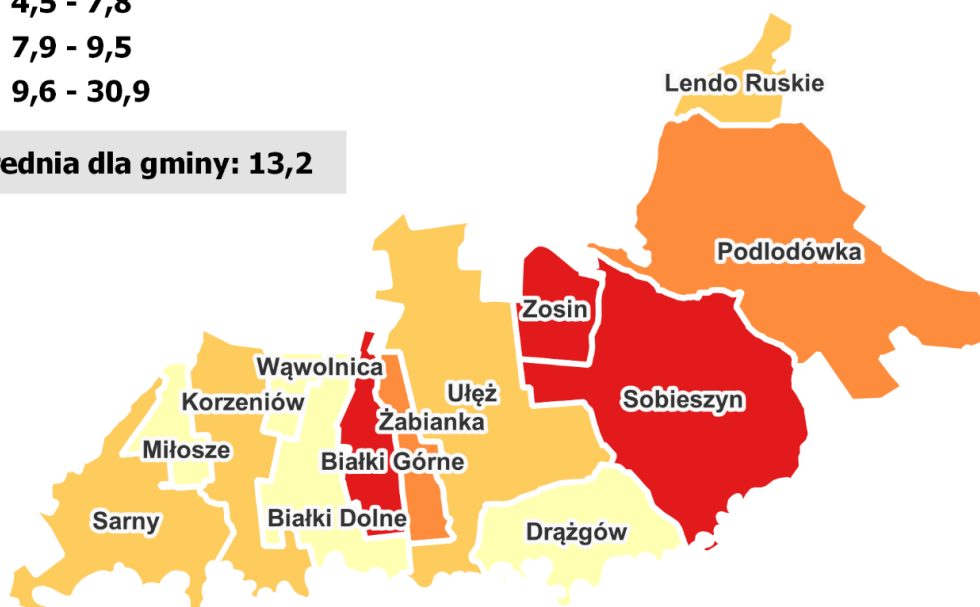 4,5 - 7,8
7,9 - 9,5
9,6 - 30,9
rednia dla gminy: 13,2
Lendo Ruskie
Podlodówka
Zosin
Sobieszyn
Wąwolnica
Ułęż
Korzeniów
Żabianka
Miłosze
Białki Górne
Sarny
Białki Dolne
Drążgów